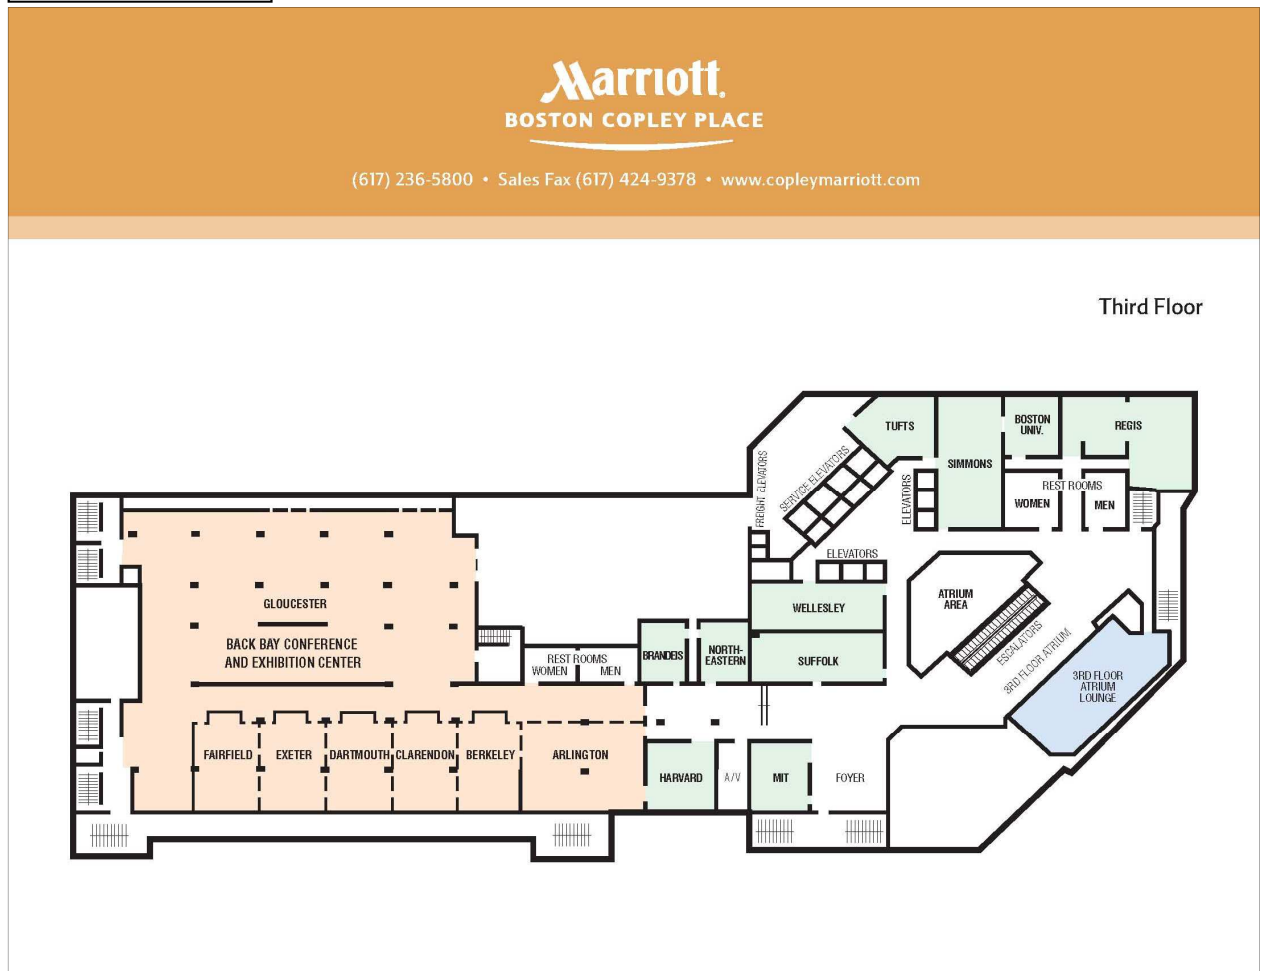 Marriott.
BOSTON COPLEY PLACE
(617) 236-5800 • Sales Fax (617) 424-9378 • www.copleymarriott.com
Third Floor
TUFTS
BOSTON
UNIV.
REGIS
SIMMONS
FREIGHT ELEVATORS
SERVICE ELEVATORS
ELEVATORS
REST ROOMS
WOMEN
MEN
ELEVATORS
ATRIUM
AREA
WELLESLEY
GLOUCESTER
BACK BAY CONFERENCE
AND EXHIBITION CENTER
REST ROOMS
WOMEN
MEN
BRANDEIS
NORTH-
EASTERN
SUFFOLK
ESCALATORS
3RD FLOOR ATRIUM
3RD FLOOR
ATRIUM
LOUNGE
FAIRFIELD
EXETER
DARTMOUTH
CLARENDON
BERKELEY
ARLINGTON
HARVARD
A/V
MIT
FOYER